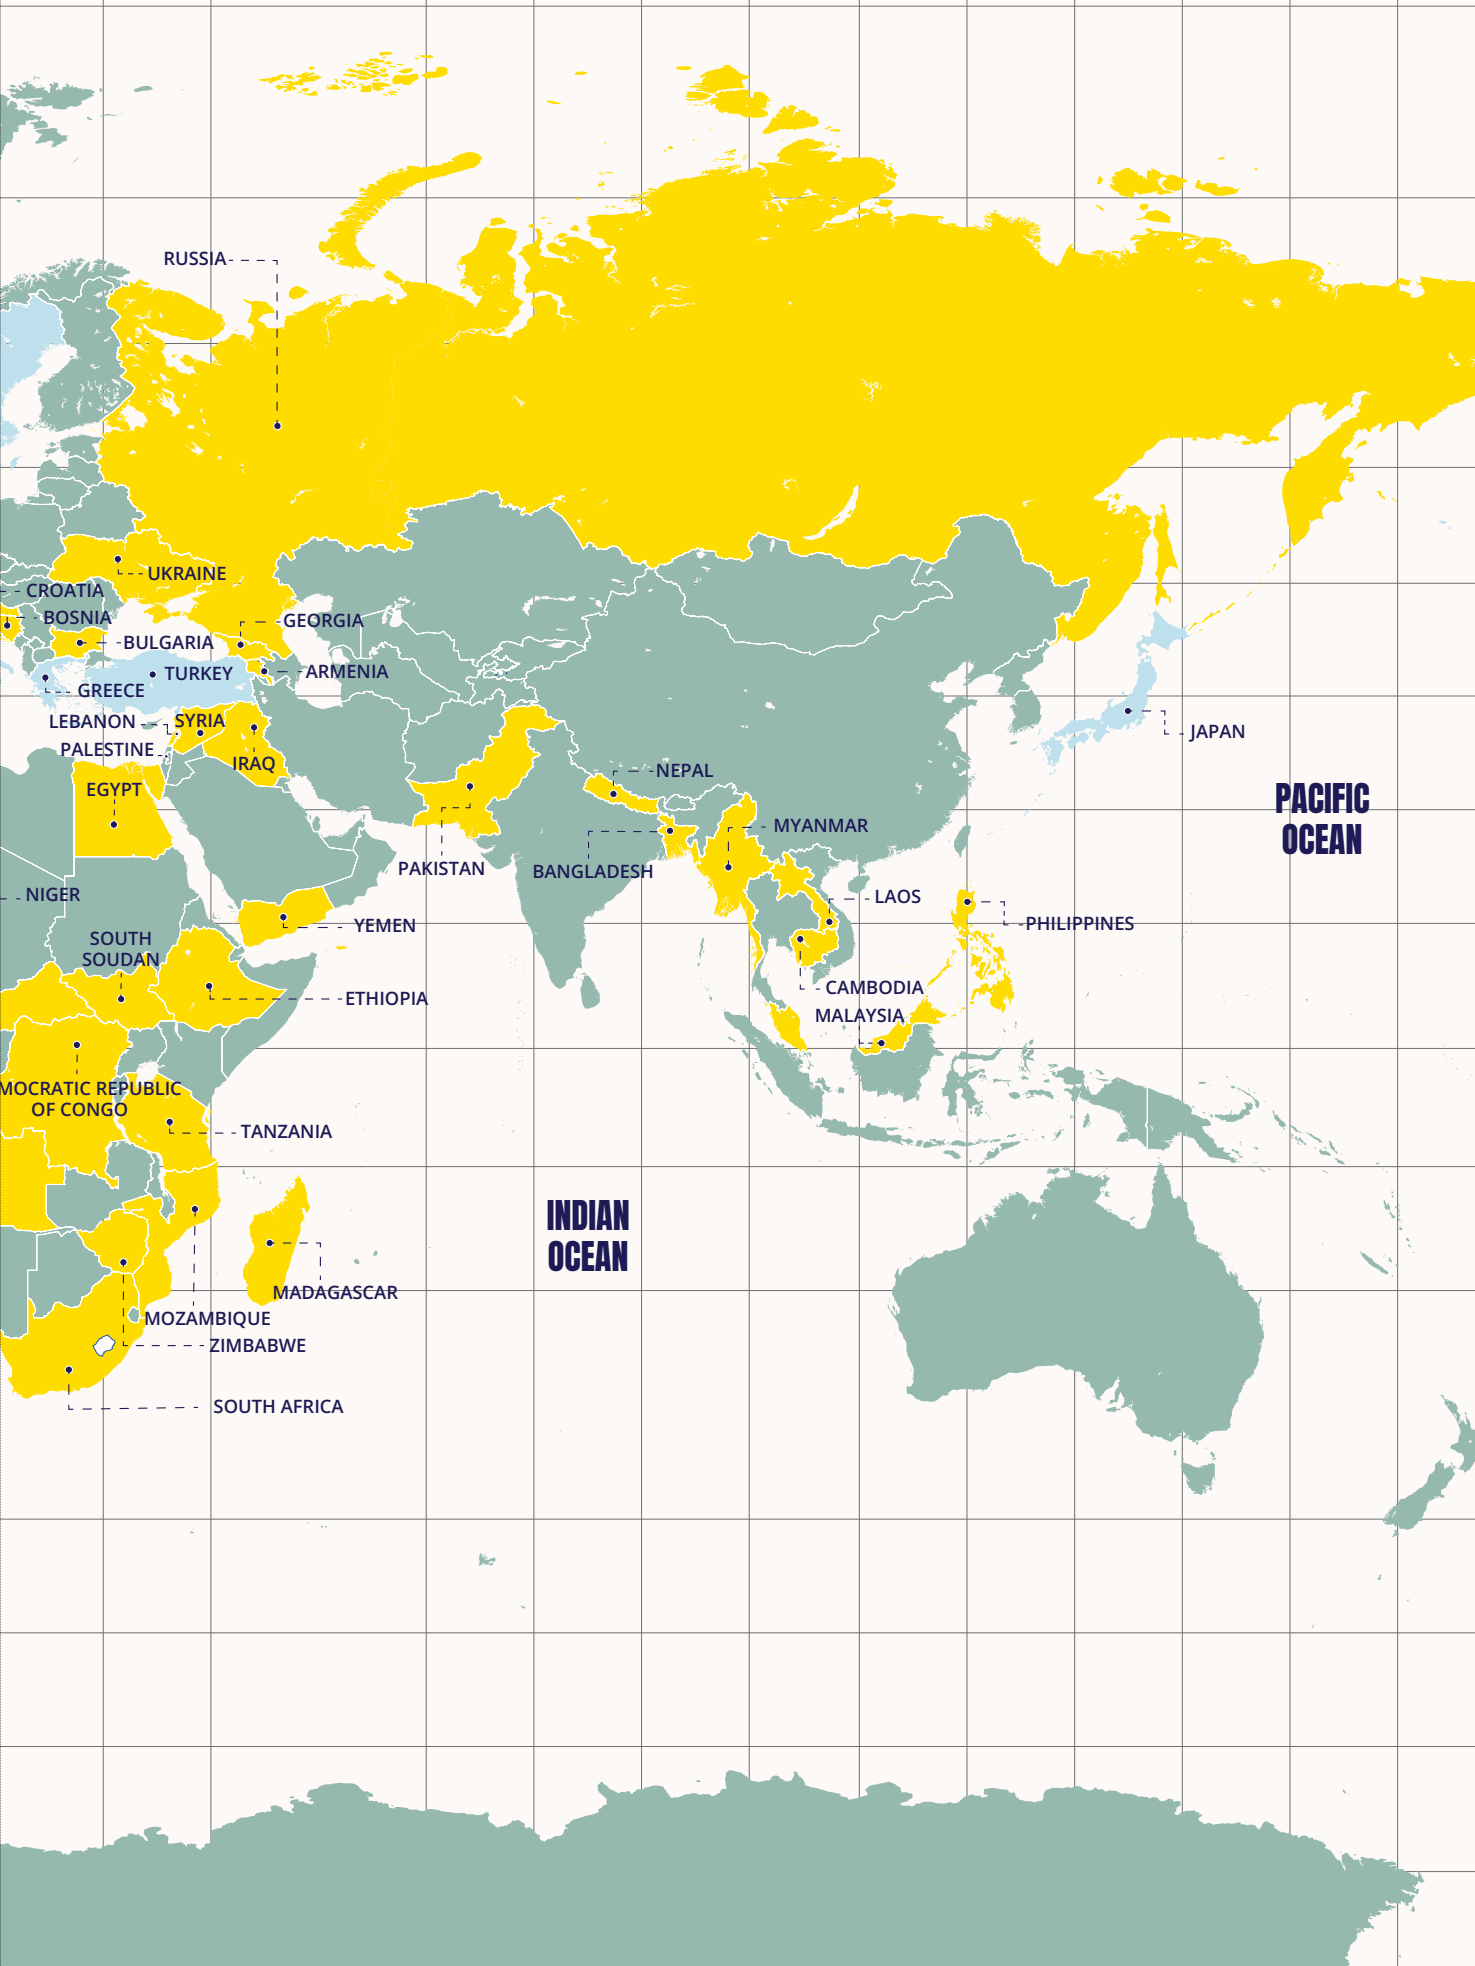 RUSSIA
UKRAINE
CROATIA
BOSNIA
GEORGIA
BULGARIA
ARMENIA
TURKEY
GREECE
LEBANON
SYRIA
PALESTINE
IRAQ
JAPAN
NEPAL
EGYPT
PACIFIC
OCEAN
MYANMAR
PAKISTAN
BANGLADESH
NIGER
LAOS
YEMEN
PHILIPPINES
SOUTH
SOUDAN
CAMBODIA
ETHIOPIA
MALAYSIA
MOCRATIC REPUBLIC
OF CONGO
TANZANIA
INDIAN
OCEAN
MADAGASCAR
MOZAMBIQUE
ZIMBABWE
SOUTH AFRICA